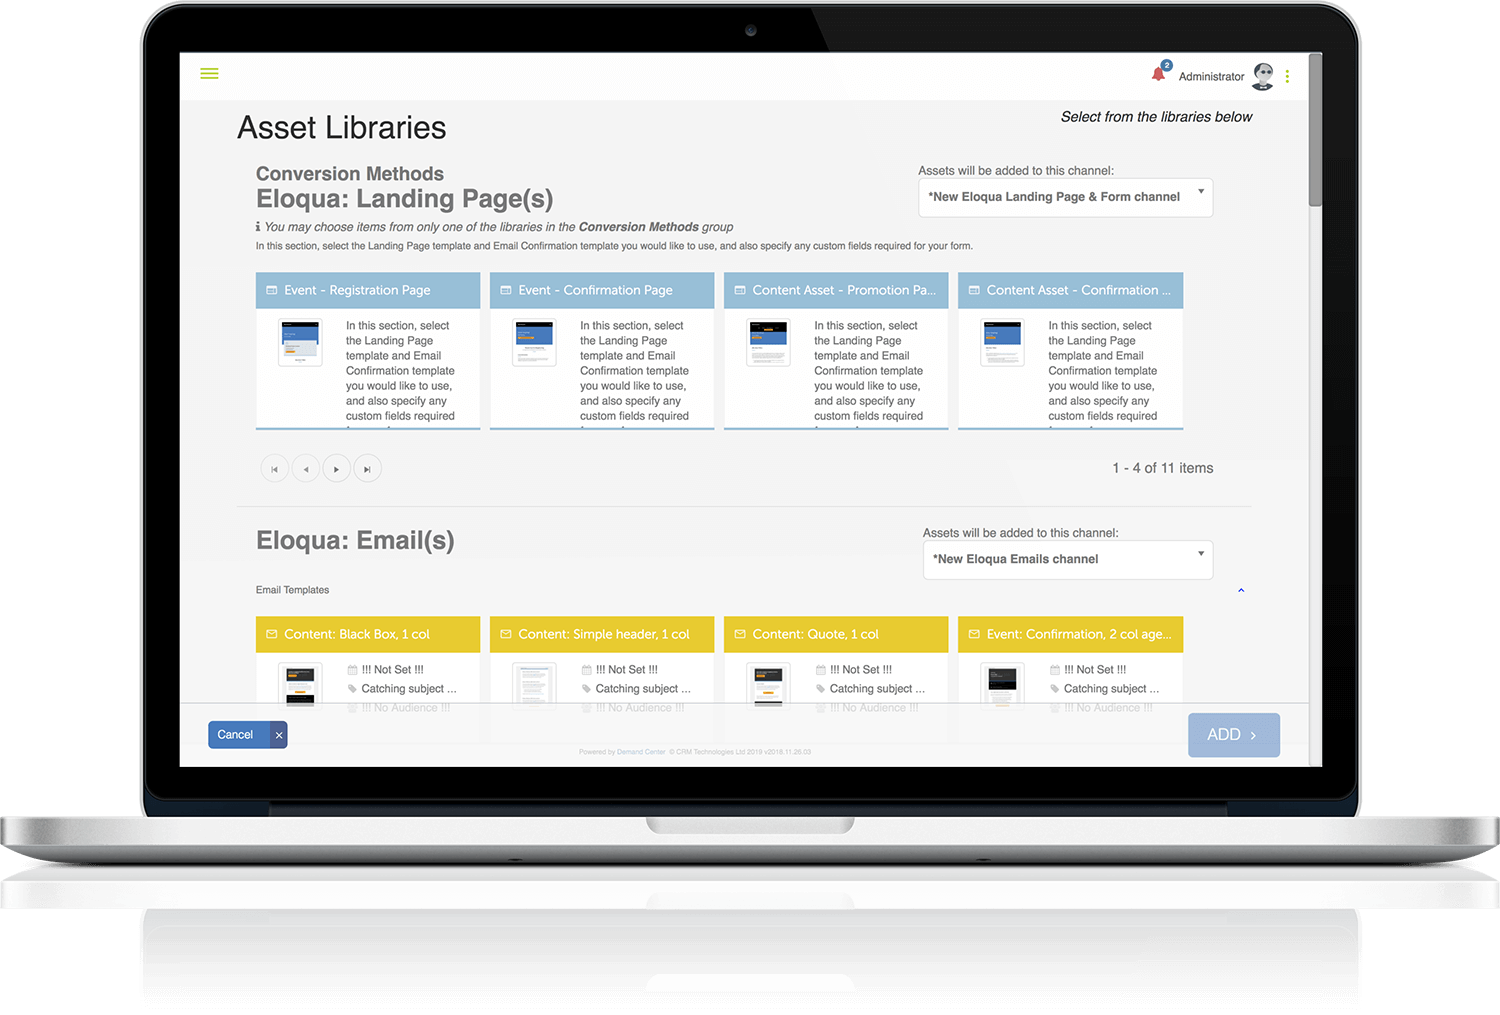 2
Administrator
Asset Libraries
Select from the libraries below
Conversion Methods
Eloqua: Landing Page(s)
Assets will be added to this channel:
*New Eloqua Landing Page & Form channel
You may choose items from only one of the libraries in the Conversion Methods group
In this section, select the Landing Page template and Email Confirmation template you would like to use, and also specify any custom fields required for your form.
Event - Registration Page
In this section, select
the Landing Page
template and Email
Confirmation template
you would like to use,
and also specify any
custom fields required
Event - Confirmation Page
In this section, select
the Landing Page
template and Email
Confirmation template
you would like to use,
and also specify any
custom fields required
Content Asset - Promotion Pa...
In this section, select
the Landing Page
template and Email
Confirmation template
you would like to use,
and also specify any
custom fields required
Content Asset - Confirmation ...
In this section, select
the Landing Page
template and Email
Confirmation template
you would like to use,
and also specify any
custom fields required
1 - 4 of 11 items
Eloqua: Email(s)
Assets will be added to this channel:
*New Eloqua Emails channel
Email Templates
Content: Black Box, 1 col
!!! Not Set !!!
Catching subject ...
!!! No Audience !!!
Content: Simple header, 1 col
!!! Not Set !!!
Catching subject ...
!!! No Audience !!!
Content: Quote, 1 col
!!! Not Set !!!
Catching subject ...
!!! No Audience !!!
Event: Confirmation, 2 col age...
!!! Not Set !!!
Catching subject ...
!!! No Audience !!!
Cancel ×
ADD ›
Powered by Demand Center © CRM Technologies Ltd 2019 v2018 11.26.03